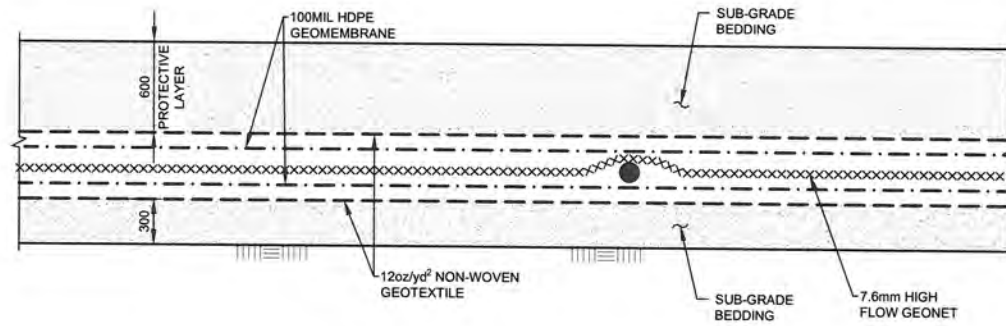 100MIL HDPE
GEOMEMBRANE
SUB-GRADE
BEDDING
600
PROTECTIVE
LAYER
300
12oz/yd² NON-WOVEN
GEOTEXTILE
SUB-GRADE
BEDDING
7.6mm HIGH
FLOW GEONET